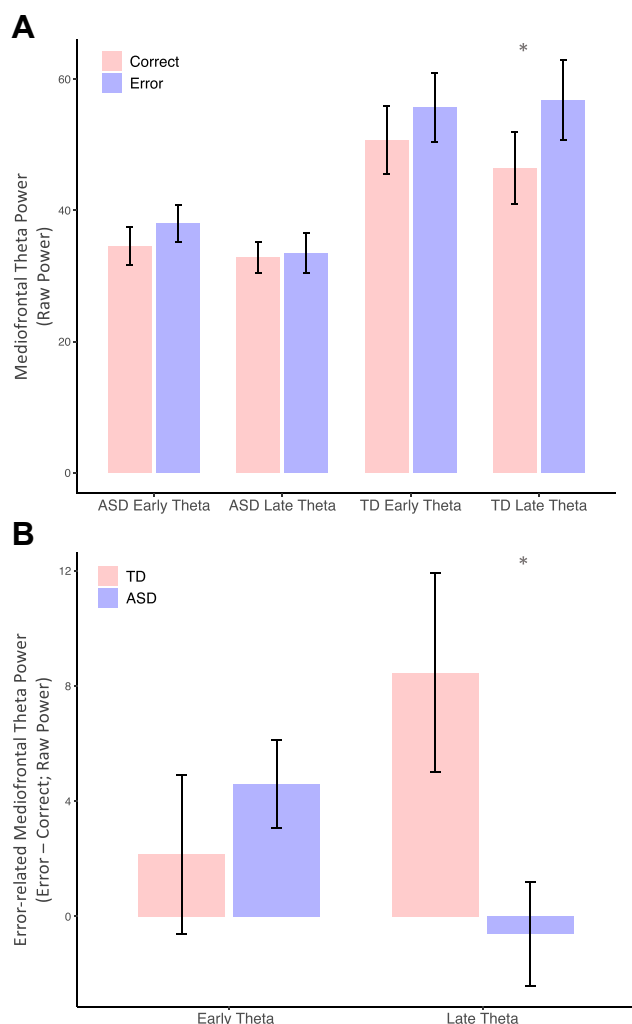 A
Correct
Error
*
Mediofrontal Theta Power
(Raw Power)
60
40
20
0
ASD Early Theta
ASD Late Theta
TD Early Theta
TD Late Theta
B
TD
ASD
*
Error-related Mediofrontal Theta Power
(Error – Correct; Raw Power)
12
8
4
0
Early Theta
Late Theta